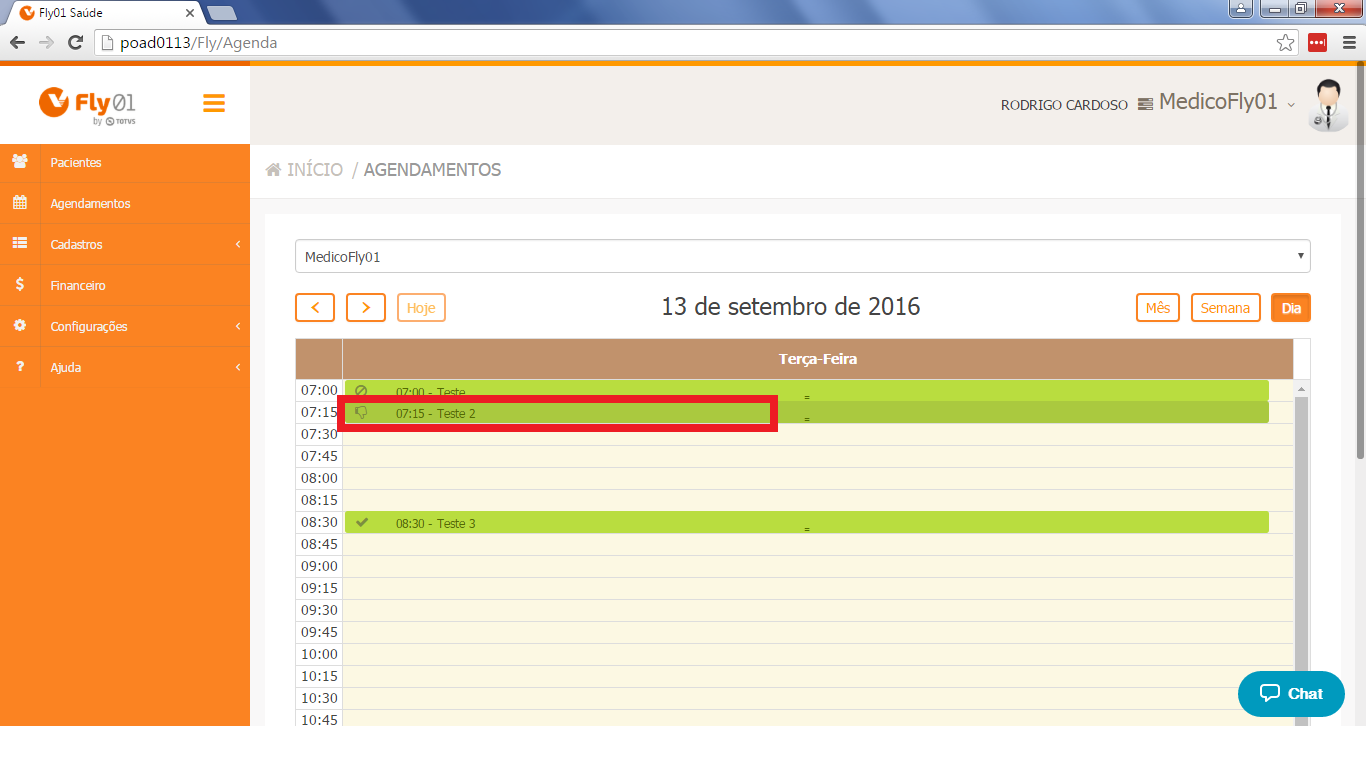 Fly01 Saúde
poad0113/Fly/Agenda
Fly01
by TOTVS
RODRIGO CARDOSO MedicoFly01
Pacientes
Agendamentos
Cadastros
Financeiro
Configurações
Ajuda
INÍCIO / AGENDAMENTOS
MedicoFly01
Hoje
13 de setembro de 2016
Mês
Semana
Dia
Terça-Feira
07:00 07:00 - Teste
07:15 07:15 - Teste 2
07:30
07:45
08:00
08:15
08:30 08:30 - Teste 3
08:45
09:00
09:15
09:30
09:45
10:00
10:15
10:30
10:45
Chat